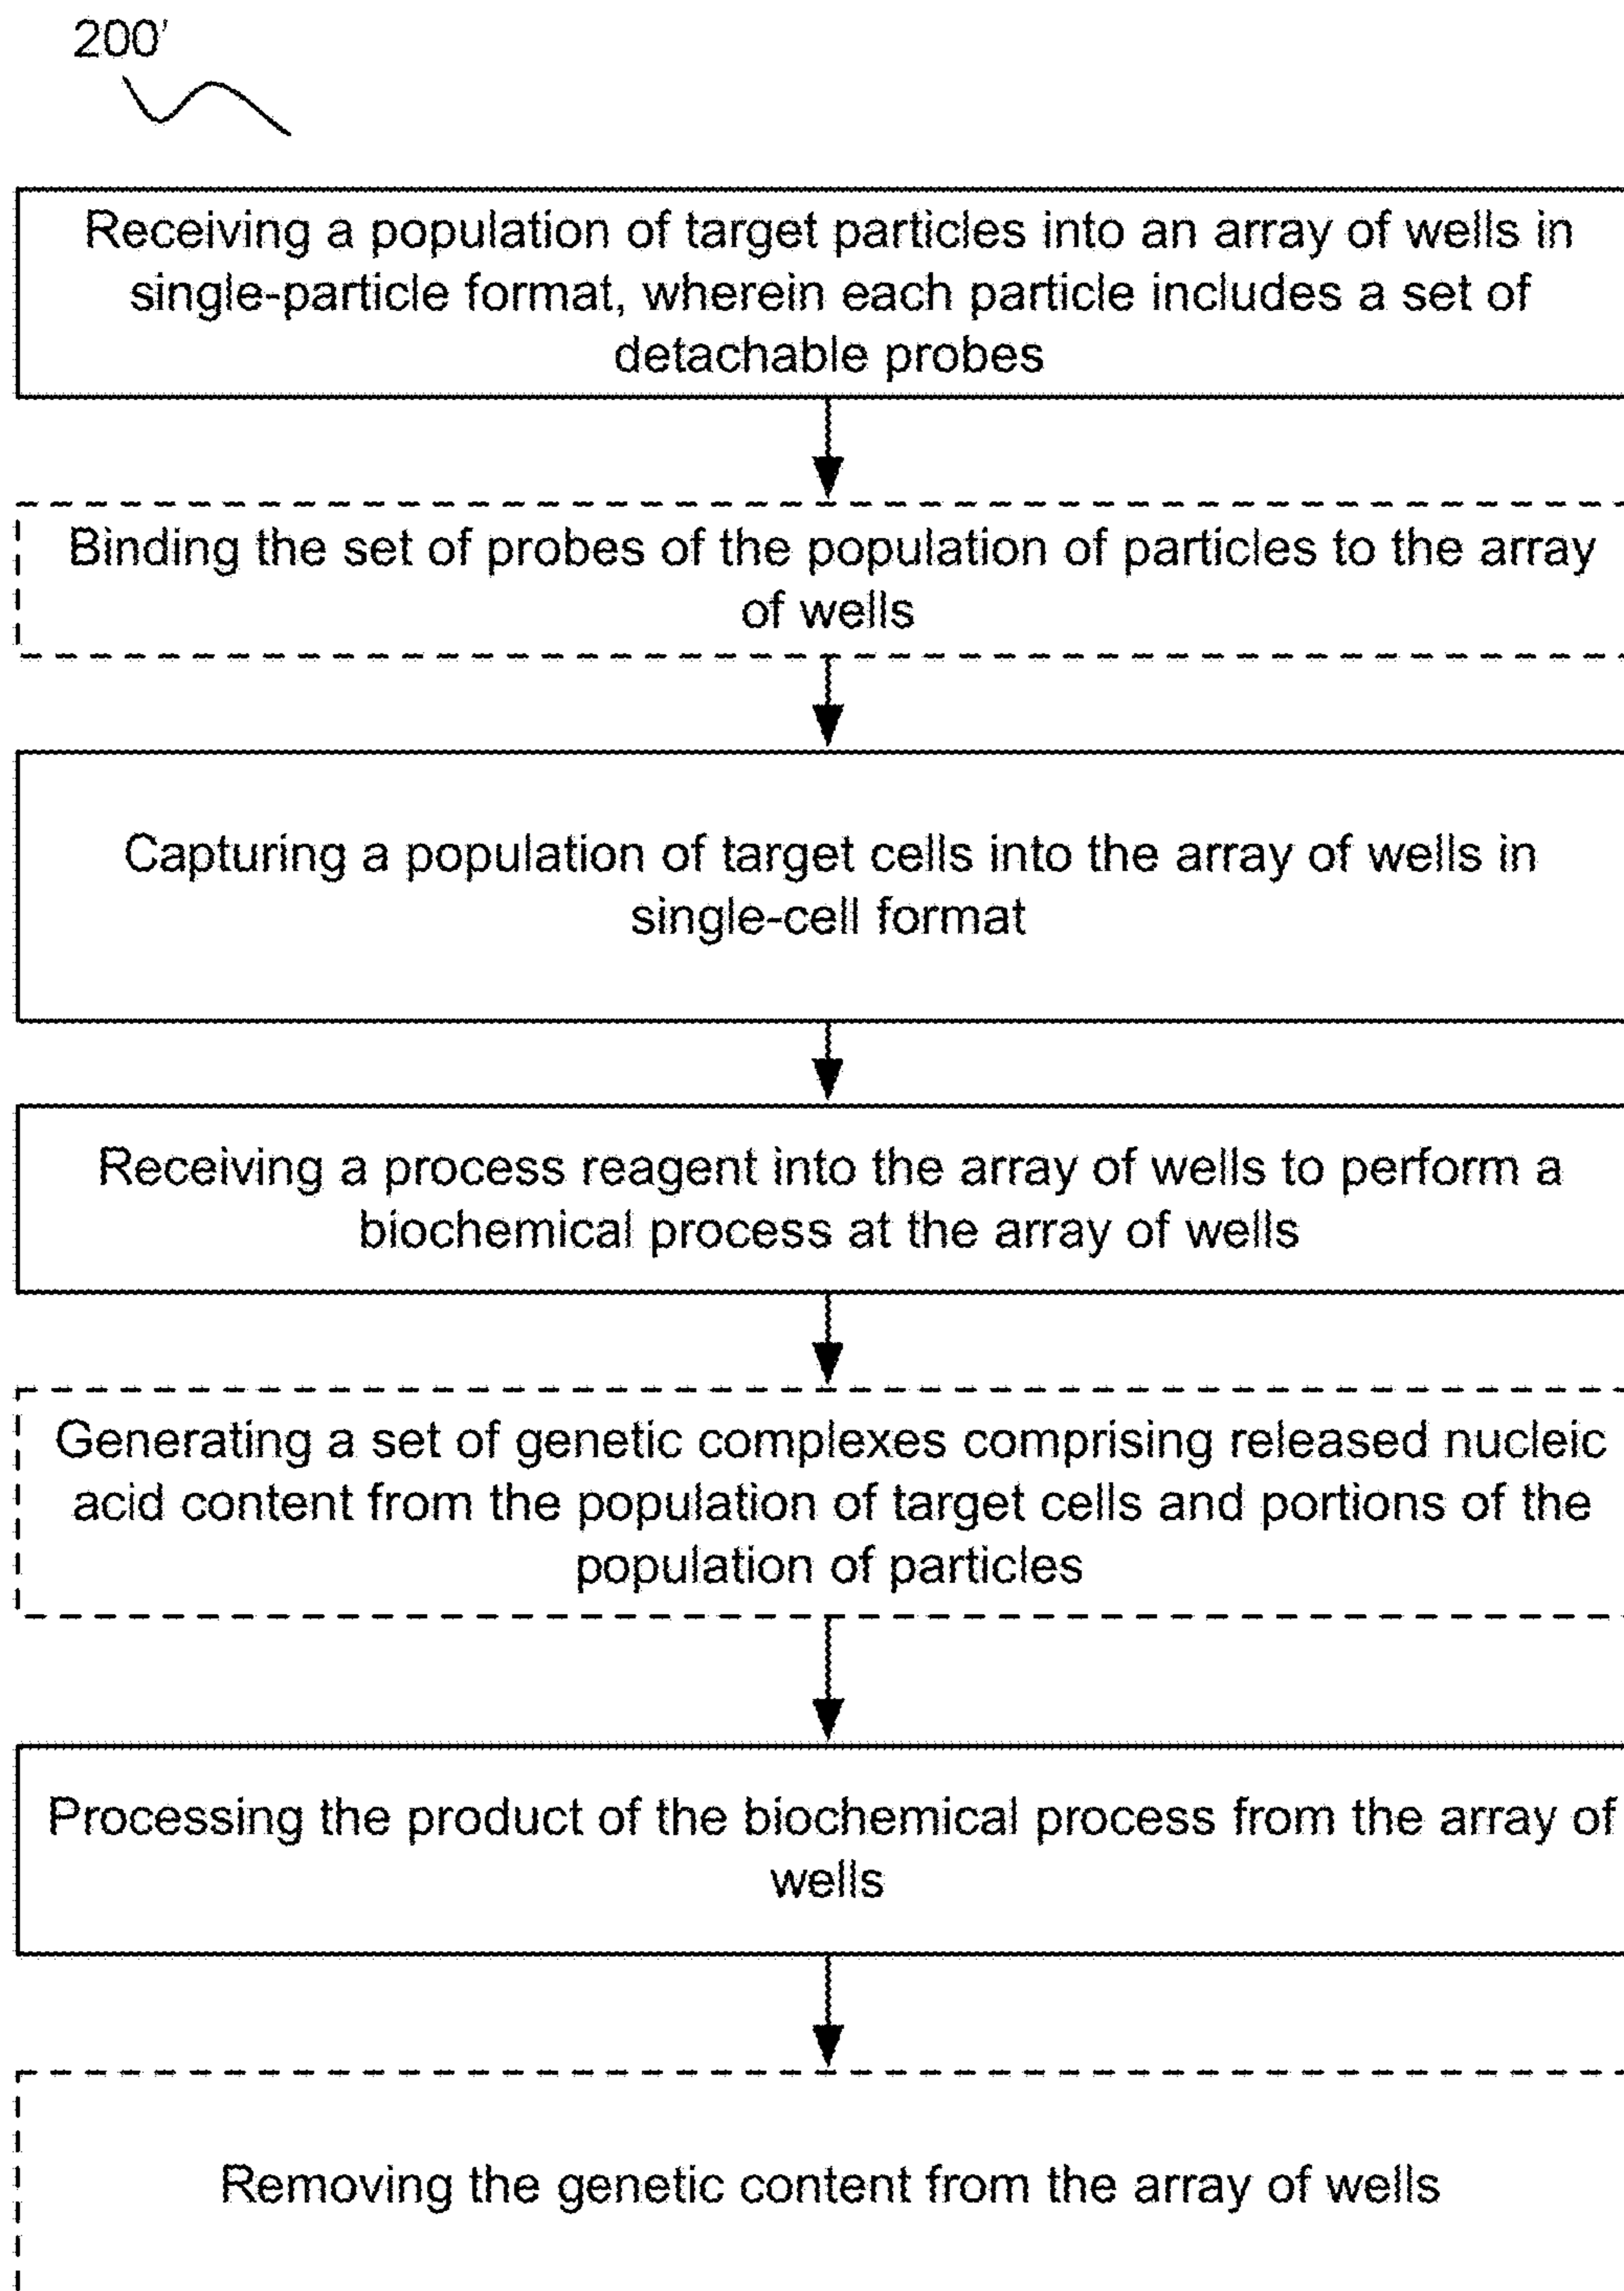 200'
Receiving a population of target particles into an array of wells in
single-particle format, wherein each particle includes a set of
detachable probes
Binding the set of probes of the population of particles to the array
of wells
Capturing a population of target cells into the array of wells in
single-cell format
Receiving a process reagent into the array of wells to perform a
biochemical process at the array of wells
Generating a set of genetic complexes comprising released nucleic
acid content from the population of target cells and portions of the
population of particles
Processing the product of the biochemical process from the array of
wells
Removing the genetic content from the array of wells